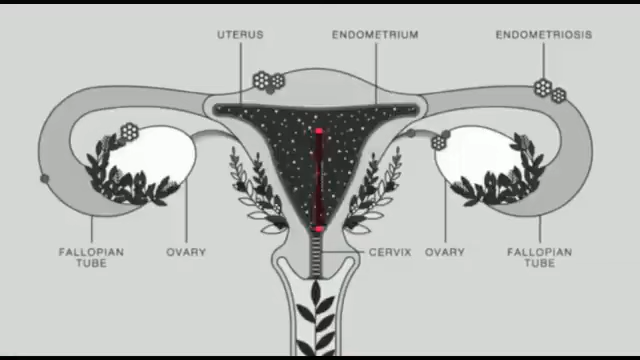 UTERUS
ENDOMETRIUM
ENDOMETRIOSIS
FALLOPIAN
TUBE
OVARY
CERVIX
OVARY
FALLOPIAN
TUBE